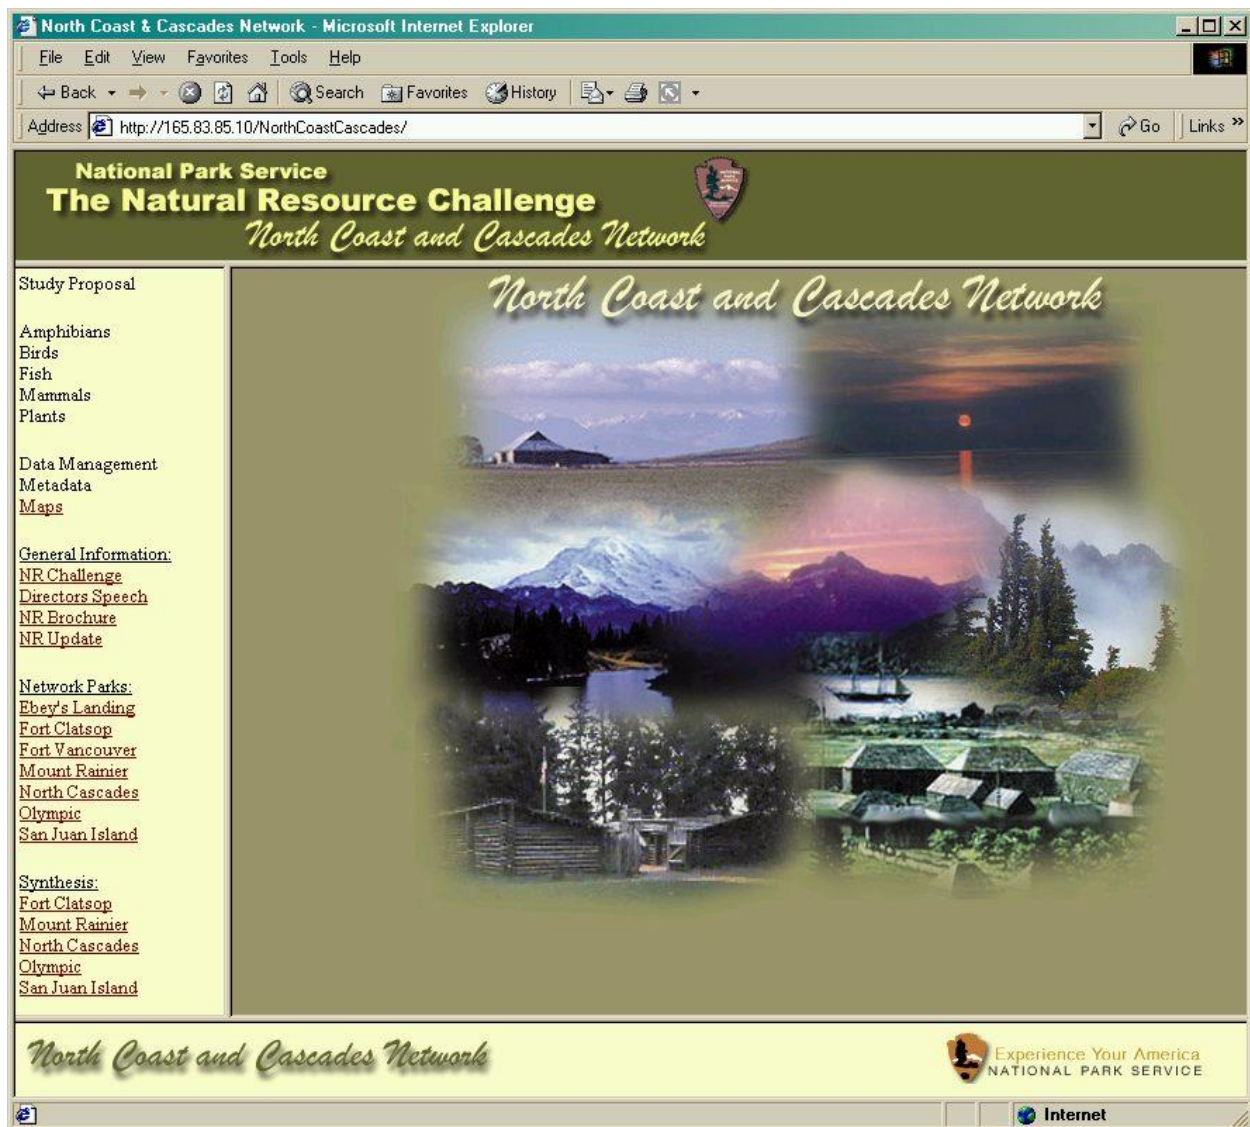 North Coast & Cascades Network - Microsoft Internet Explorer
File Edit View Favorites Tools Help
Back Search Favorites History
Address http://165.83.85.10/NorthCoastCascades/ Go Links »
National Park Service
The Natural Resource Challenge
North Coast and Cascades Network
Study Proposal
Amphibians
Birds
Fish
Mammals
Plants
Data Management
Metadata
Maps
General Information:
NR Challenge
Directors Speech
NR Brochure
NR Update
Network Parks:
Ebey's Landing
Fort Clatsop
Fort Vancouver
Mount Rainier
North Cascades
Olympic
San Juan Island
Synthesis:
Fort Clatsop
Mount Rainier
North Cascades
Olympic
San Juan Island
North Coast and Cascades Network
North Coast and Cascades Network
Experience Your America
NATIONAL PARK SERVICE
Internet